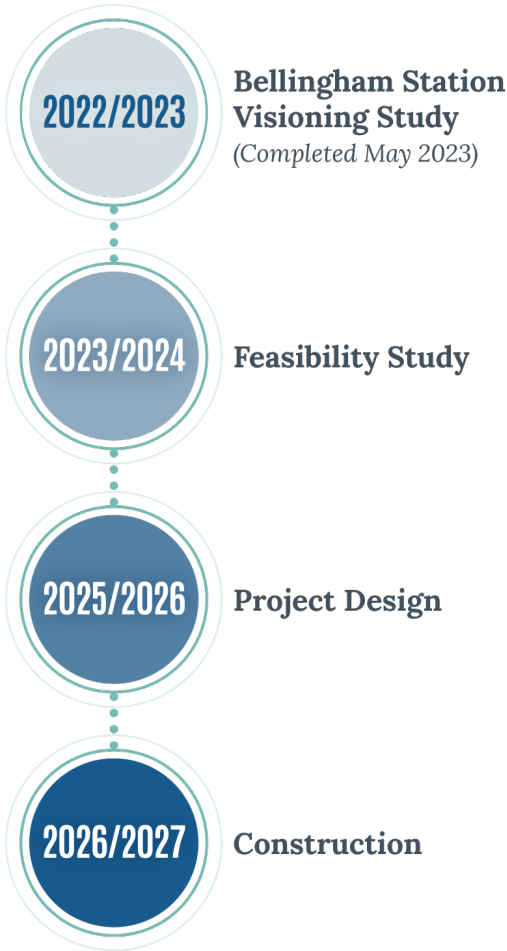 2022/2023
Bellingham Station
Visioning Study
(Completed May 2023)
2023/2024
Feasibility Study
2025/2026
Project Design
2026/2027
Construction